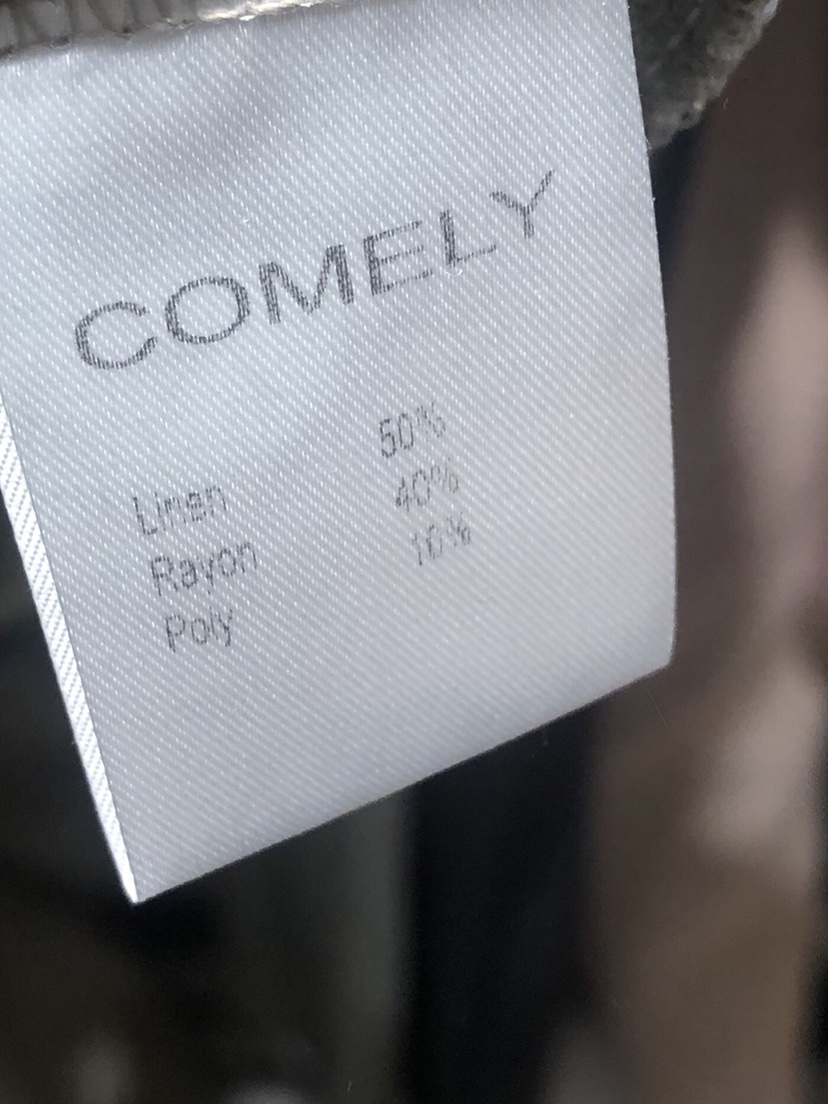 COMELY
Linen 50%
Rayon 40%
Poly 10%